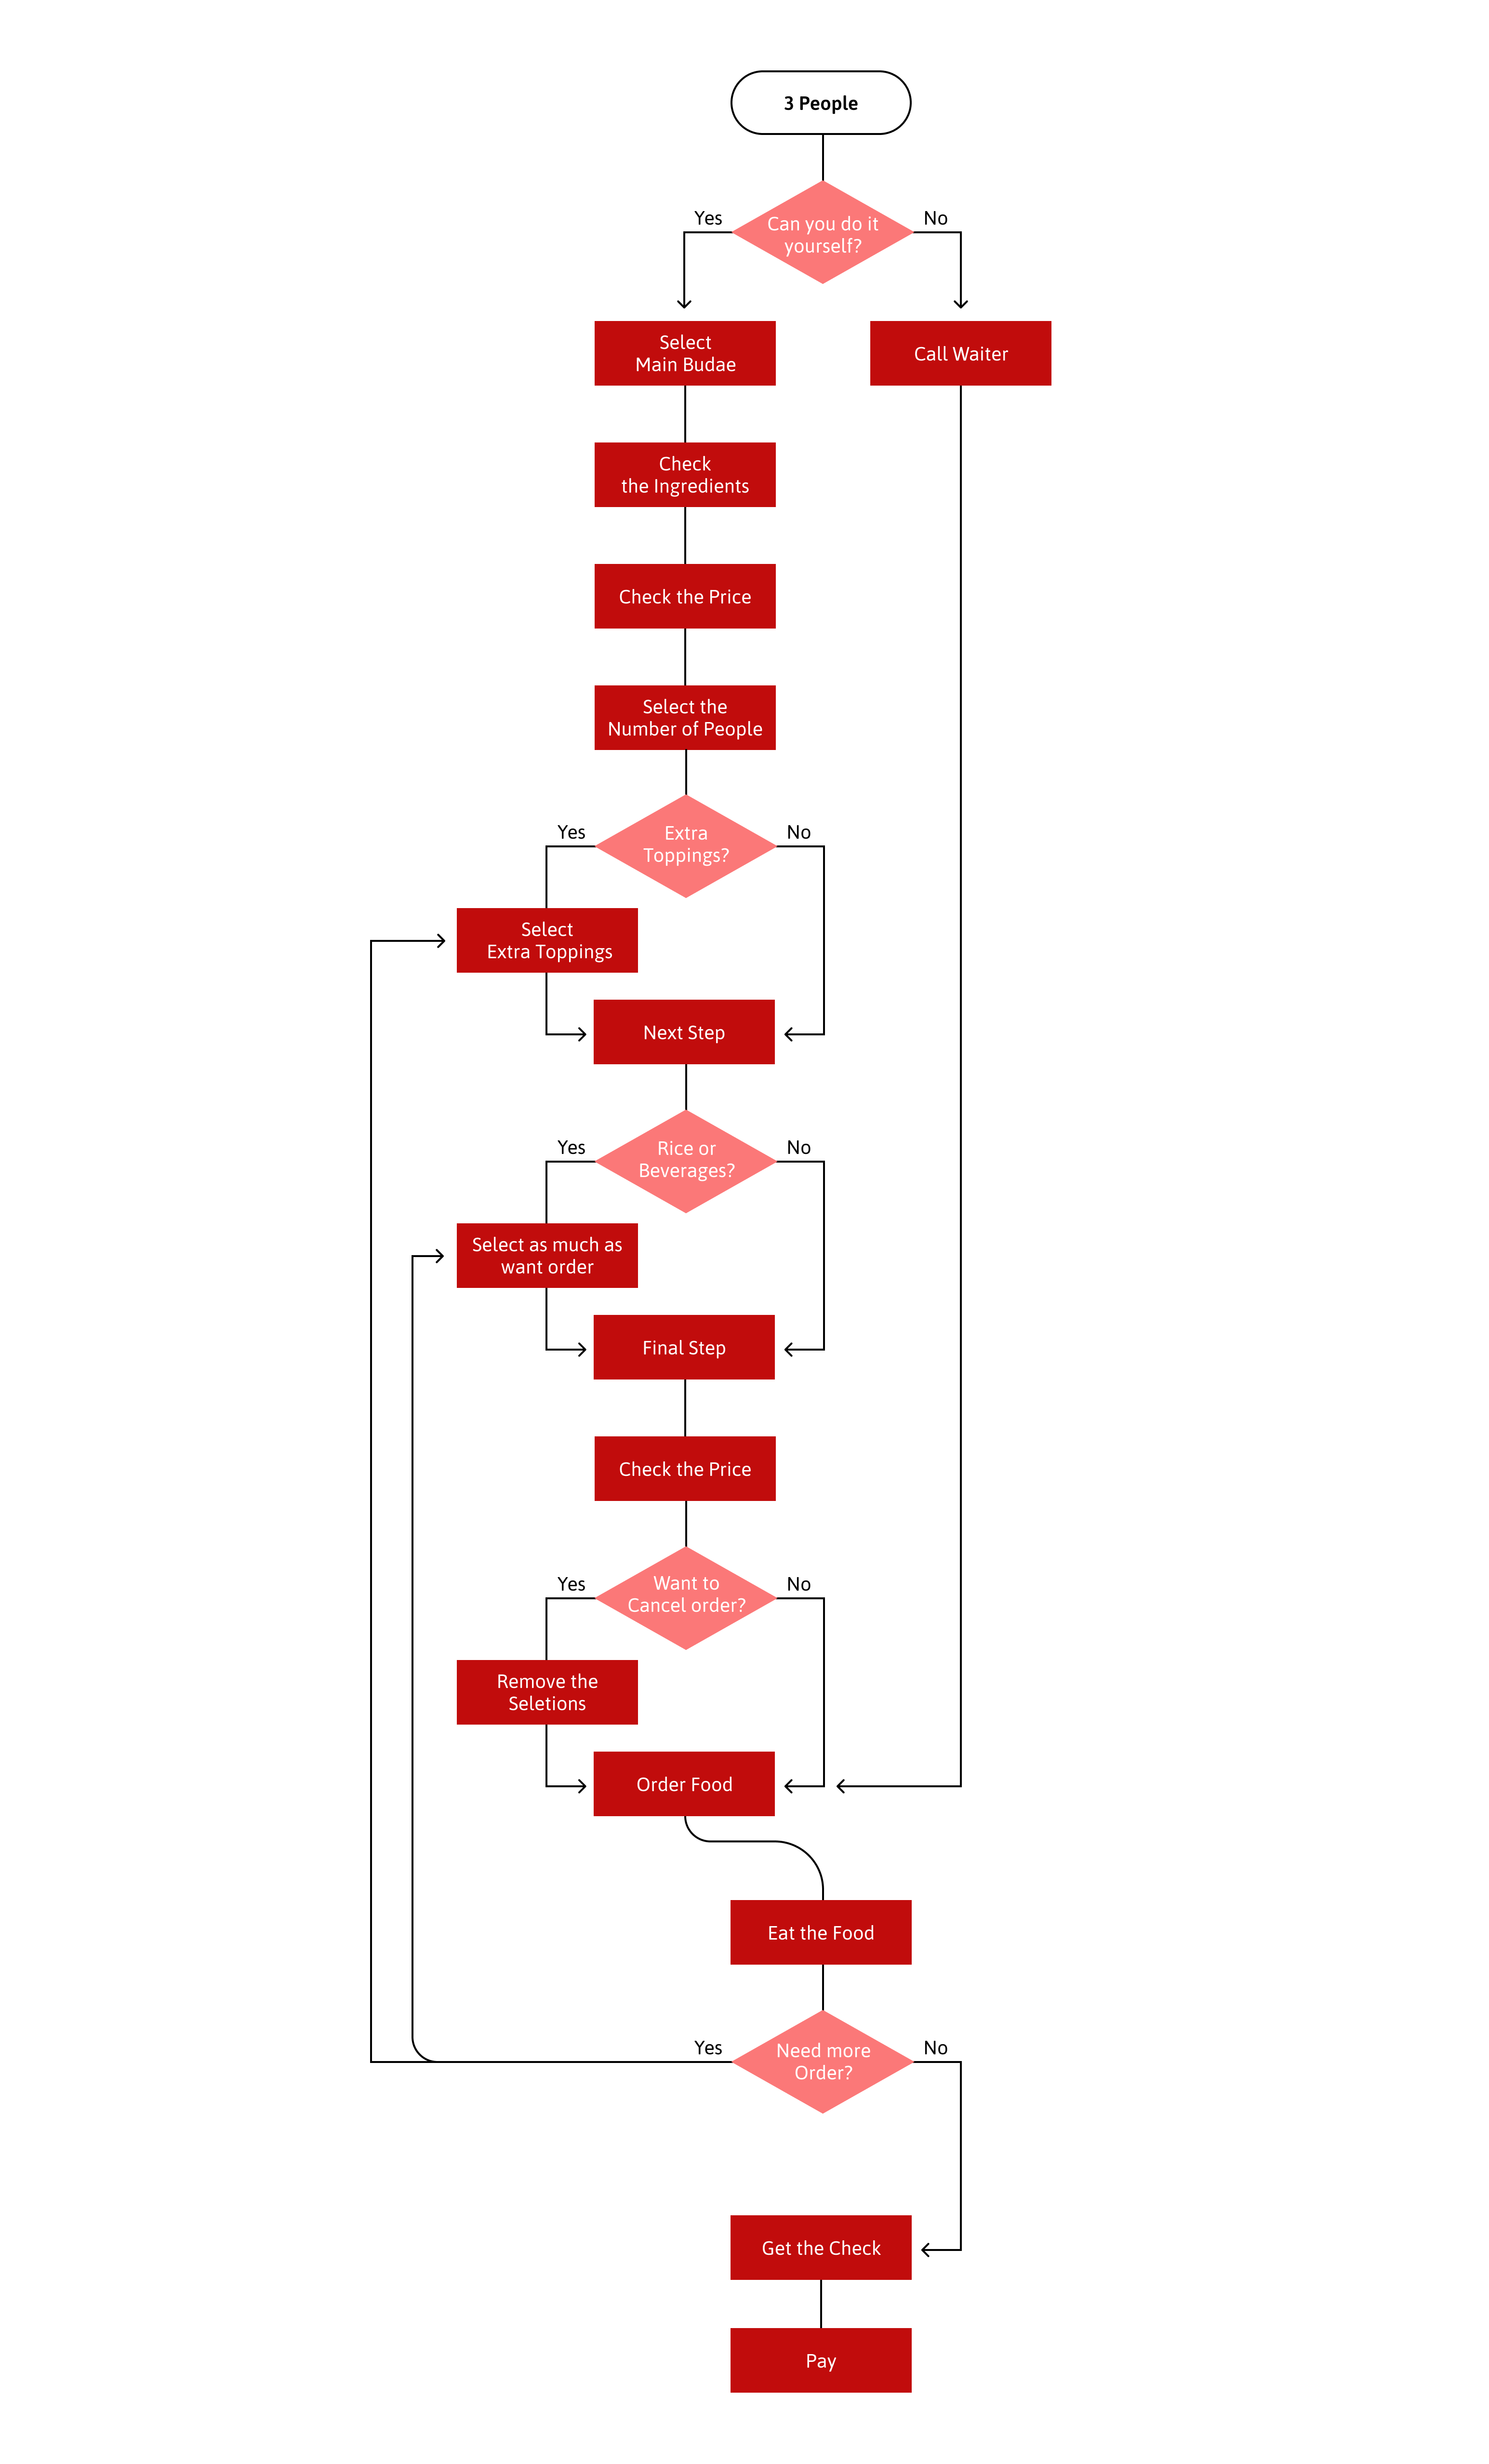 3 People
Can you do it
yourself?
Yes
No
Select
Main Budae
Call Waiter
Check
the Ingredients
Check the Price
Select the
Number of People
Extra
Toppings?
Yes
No
Select
Extra Toppings
Next Step
Rice or
Beverages?
Yes
No
Select as much as
want order
Final Step
Check the Price
Want to
Cancel order?
Yes
No
Remove the
Seletions
Order Food
Eat the Food
Need more
Order?
Yes
No
Get the Check
Pay